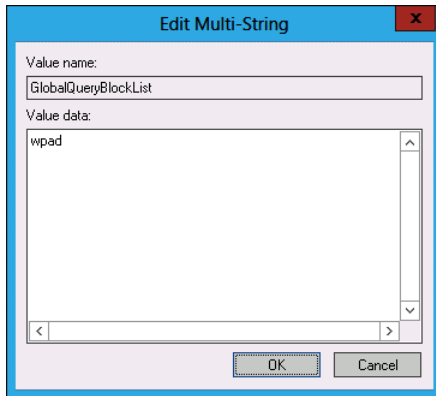 Edit Multi-String
x
Value name:
GlobalQueryBlockList
Value data:
wpad
OK Cancel